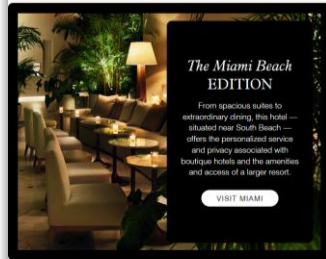 The Miami Beach
EDITION
From spacious suites to
extraordinary dining, this hotel —
situated near South Beach —
offers the personalized service
and privacy associated with
boutique hotels and the amenities
and access of a larger resort.
VISIT MIAMI